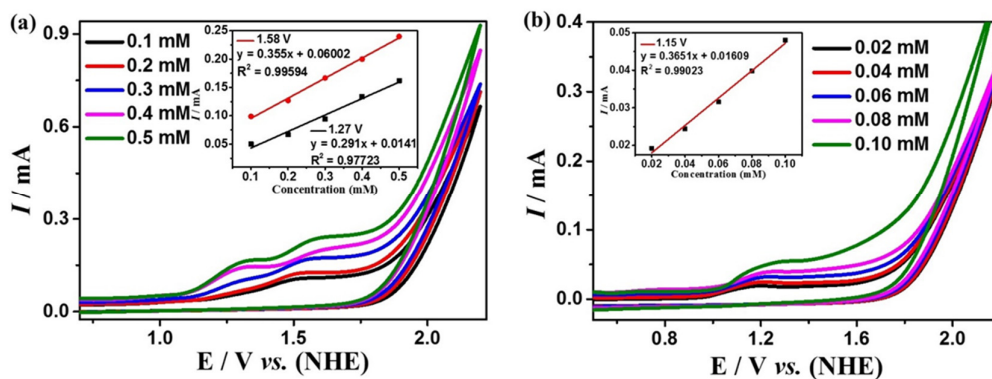 (a)
0.9
0.6
0.3
0.0
I / mA
0.1 mM
0.2 mM
0.3 mM
0.4 mM
0.5 mM
0.25
0.20
0.15
0.10
0.05
I / mA
1.58 V
y = 0.355x + 0.06002
R² = 0.99594
1.27 V
y = 0.291x + 0.0141
R² = 0.97723
0.1 0.2 0.3 0.4 0.5
Concentration (mM)
1.0 1.5 2.0
E / V vs. (NHE)
(b)
0.4
0.3
0.2
0.1
0.0
I / mA
0.05
0.04
0.03
0.02
I / mA
1.15 V
y = 0.3651x + 0.01609
R² = 0.99023
0.02 0.04 0.06 0.08 0.10
Concentration (mM)
0.02 mM
0.04 mM
0.06 mM
0.08 mM
0.10 mM
0.8 1.2 1.6 2.0
E / V vs. (NHE)